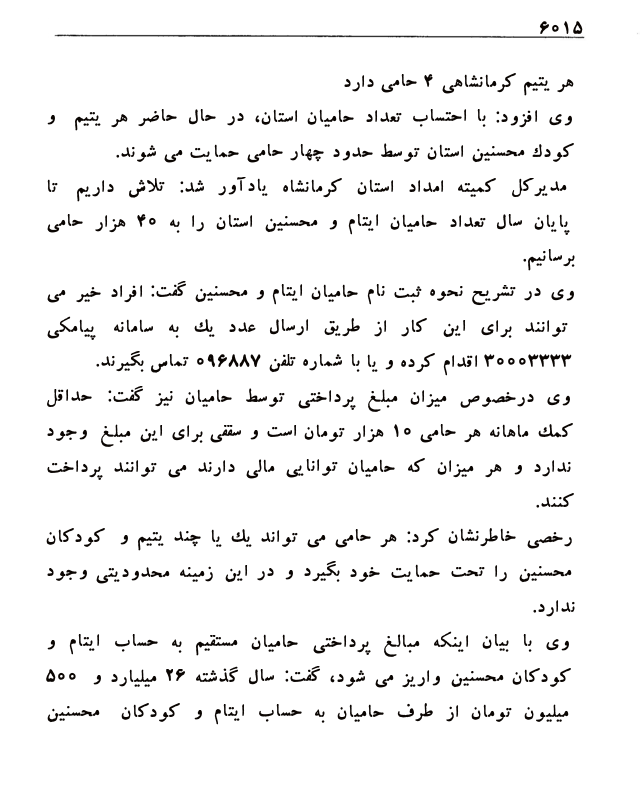 ۶۰۱۵
هر یتیم کرمانشاهی ۴ حامی دارد
وی افزود: با احتساب تعداد حامیان استان، در حال حاضر هر یتیم و
کودك محسنین استان توسط حدود چهار حامی حمایت می شوند.
مدیرکل کمیته امداد استان کرمانشاه یادآور شد: تلاش داریم تا
پایان سال تعداد حامیان ایتام و محسنین استان را به ۴۰ هزار حامی
برسانیم.
وی در تشریح نحوه ثبت نام حامیان ایتام و محسنین گفت: افراد خیر می
توانند برای این کار از طریق ارسال عدد یك به سامانه پیامکی
۳۰۰۰۳۳۳۳ اقدام کرده و یا با شماره تلفن ۰۹۶۸۸۷ تماس بگیرند.
وی درخصوص میزان مبلغ پرداختی توسط حامیان نیز گفت: حداقل
کمك ماهانه هر حامی ۱۰ هزار تومان است و سقفی برای این مبلغ وجود
ندارد و هر میزان که حامیان توانایی مالی دارند می توانند پرداخت
کنند.
رخصی خاطرنشان کرد: هر حامی می تواند یك یا چند یتیم و کودکان
محسنین را تحت حمایت خود بگیرد و در این زمینه محدودیتی وجود
ندارد.
وی با بیان اینکه مبالغ پرداختی حامیان مستقیم به حساب ایتام و
کودکان محسنین واریز می شود، گفت: سال گذشته ۲۶ میلیارد و ۵۰۰
میلیون تومان از طرف حامیان به حساب ایتام و کودکان محسنین